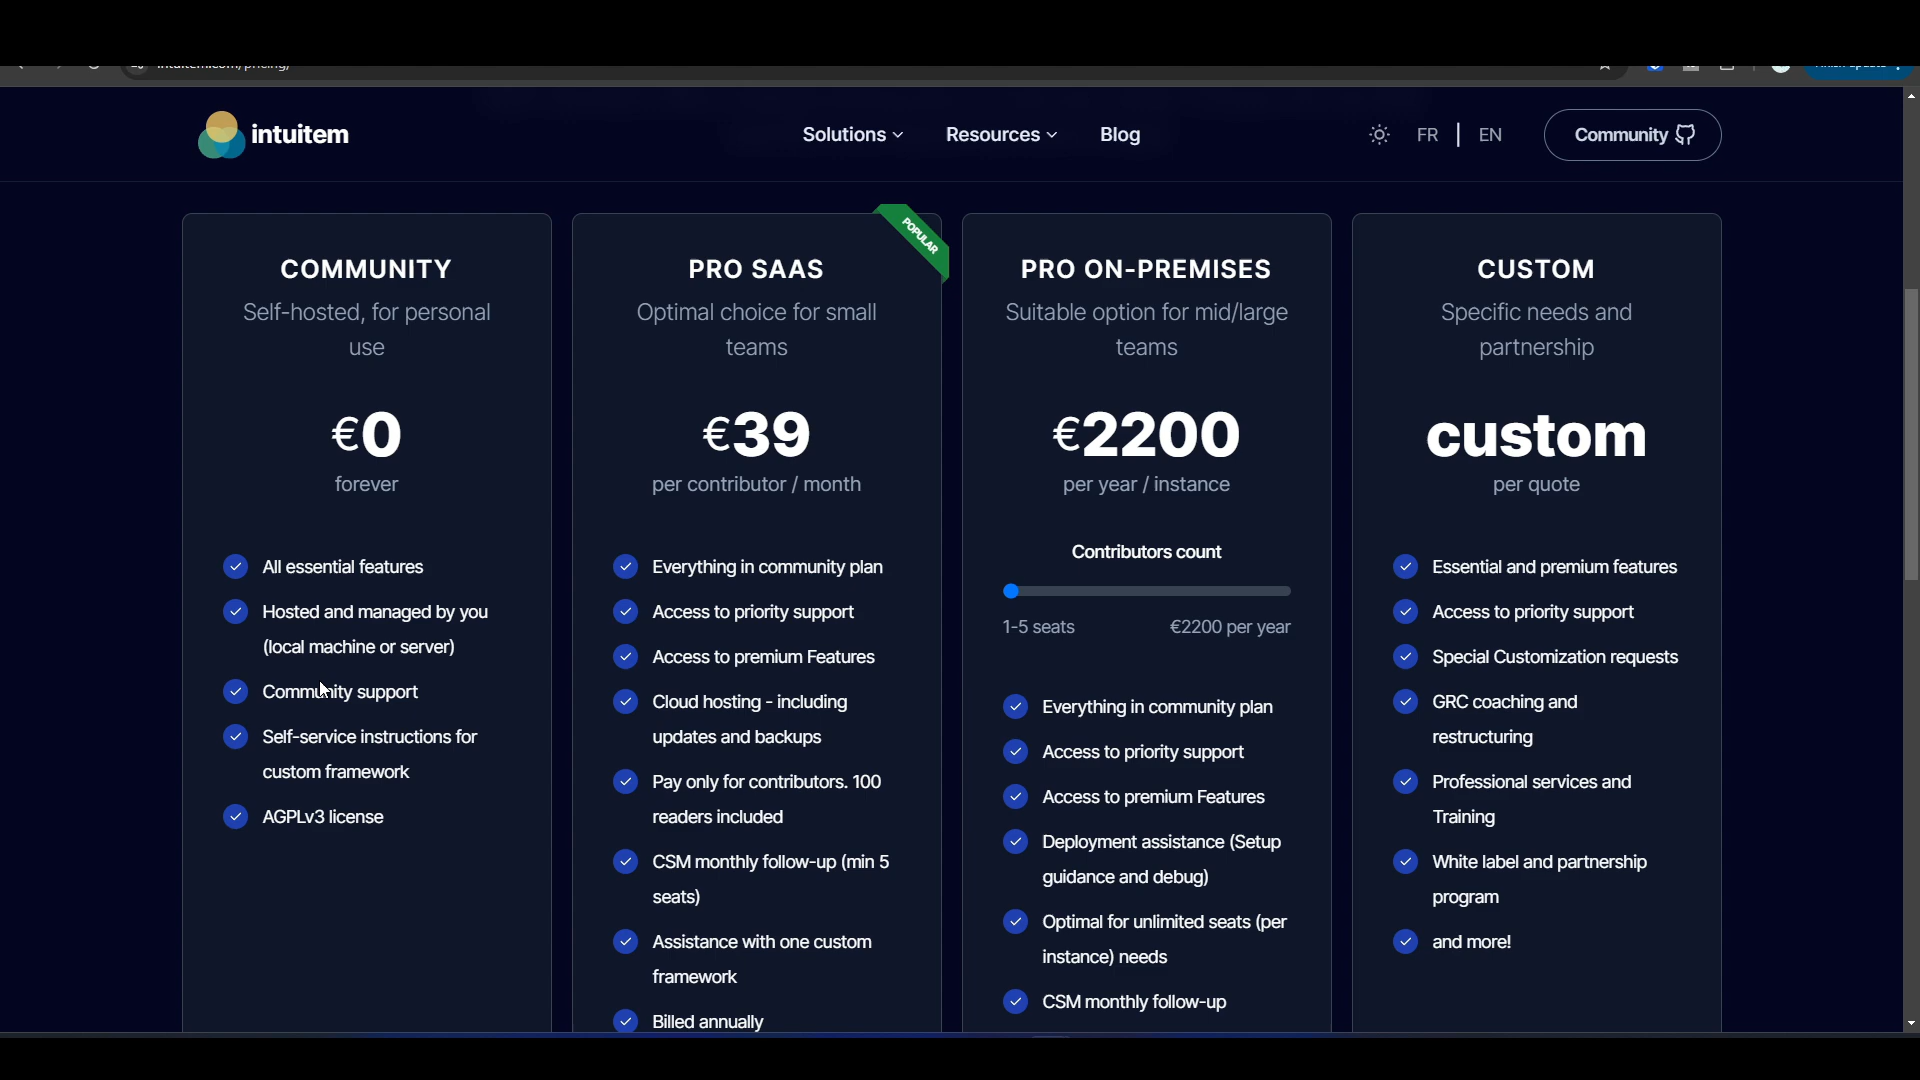 intuitem
Solutions
Resources
Blog
FR | EN
Community
COMMUNITY
Self-hosted, for personal
use
€0
forever
All essential features
Hosted and managed by you
(local machine or server)
Community support
Self-service instructions for
custom framework
AGPLv3 license
POPULAR
PRO SAAS
Optimal choice for small
teams
€39
per contributor / month
Everything in community plan
Access to priority support
Access to premium Features
Cloud hosting - including
updates and backups
Pay only for contributors. 100
readers included
CSM monthly follow-up (min 5
seats)
Assistance with one custom
framework
Billed annually
PRO ON-PREMISES
Suitable option for mid/large
teams
€2200
per year / instance
Contributors count
1-5 seats
€2200 per year
Everything in community plan
Access to priority support
Access to premium Features
Deployment assistance (Setup
guidance and debug)
Optimal for unlimited seats (per
instance) needs
CSM monthly follow-up
CUSTOM
Specific needs and
partnership
custom
per quote
Essential and premium features
Access to priority support
Special Customization requests
GRC coaching and
restructuring
Professional services and
Training
White label and partnership
program
and more!